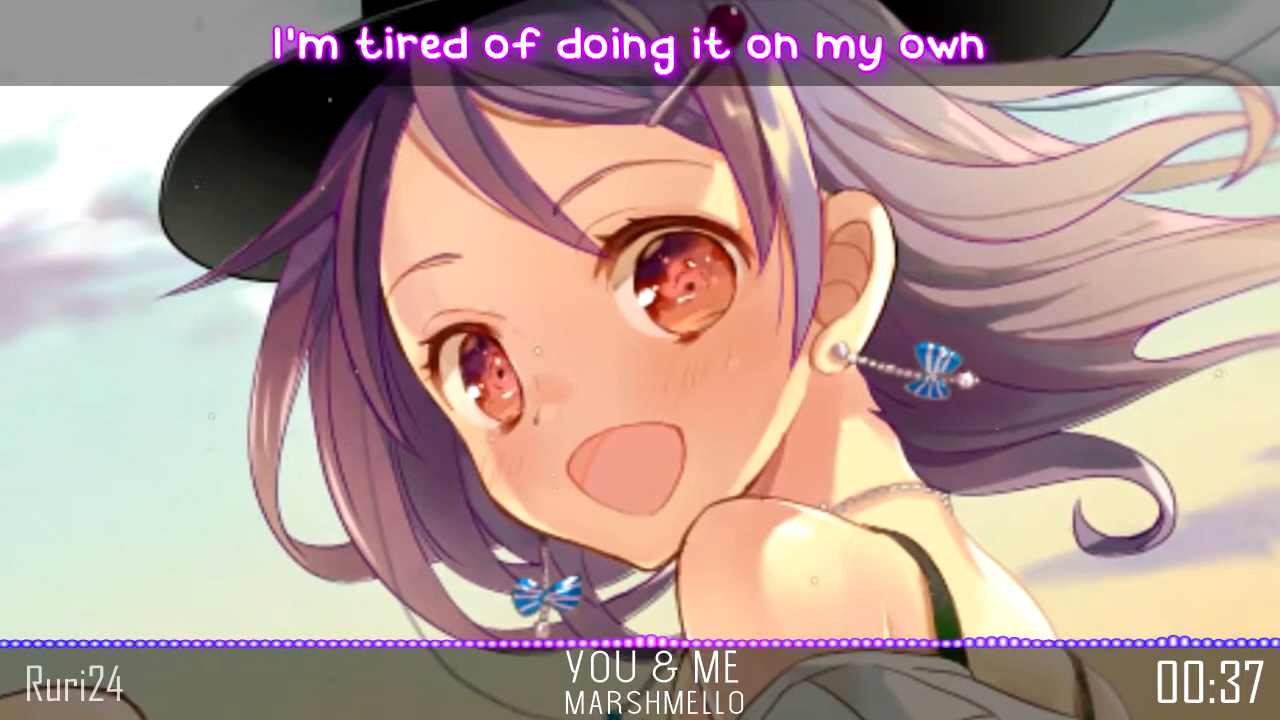 I'm tired of doing it on my own
Ruri24
YOU & ME
MARSHMELLO
00:37